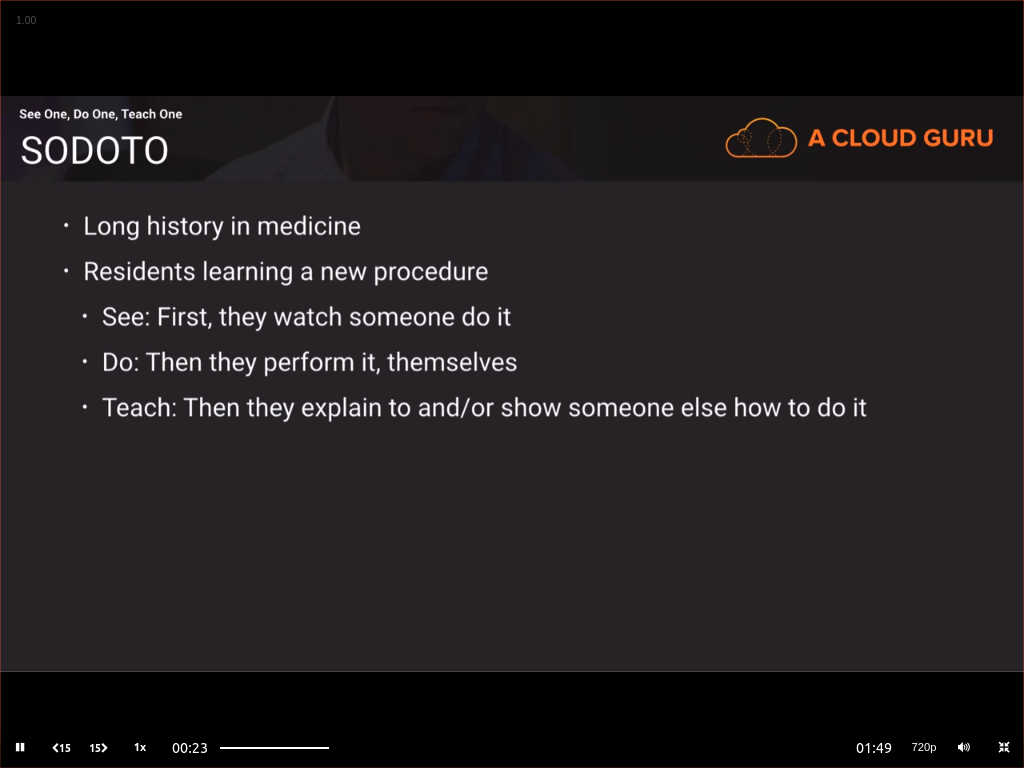 1.00
See One, Do One, Teach One
SODOTO
A CLOUD GURU
• Long history in medicine
• Residents learning a new procedure
• See: First, they watch someone do it
• Do: Then they perform it, themselves
• Teach: Then they explain to and/or show someone else how to do it
15 15 1x 00:23 01:49 720p